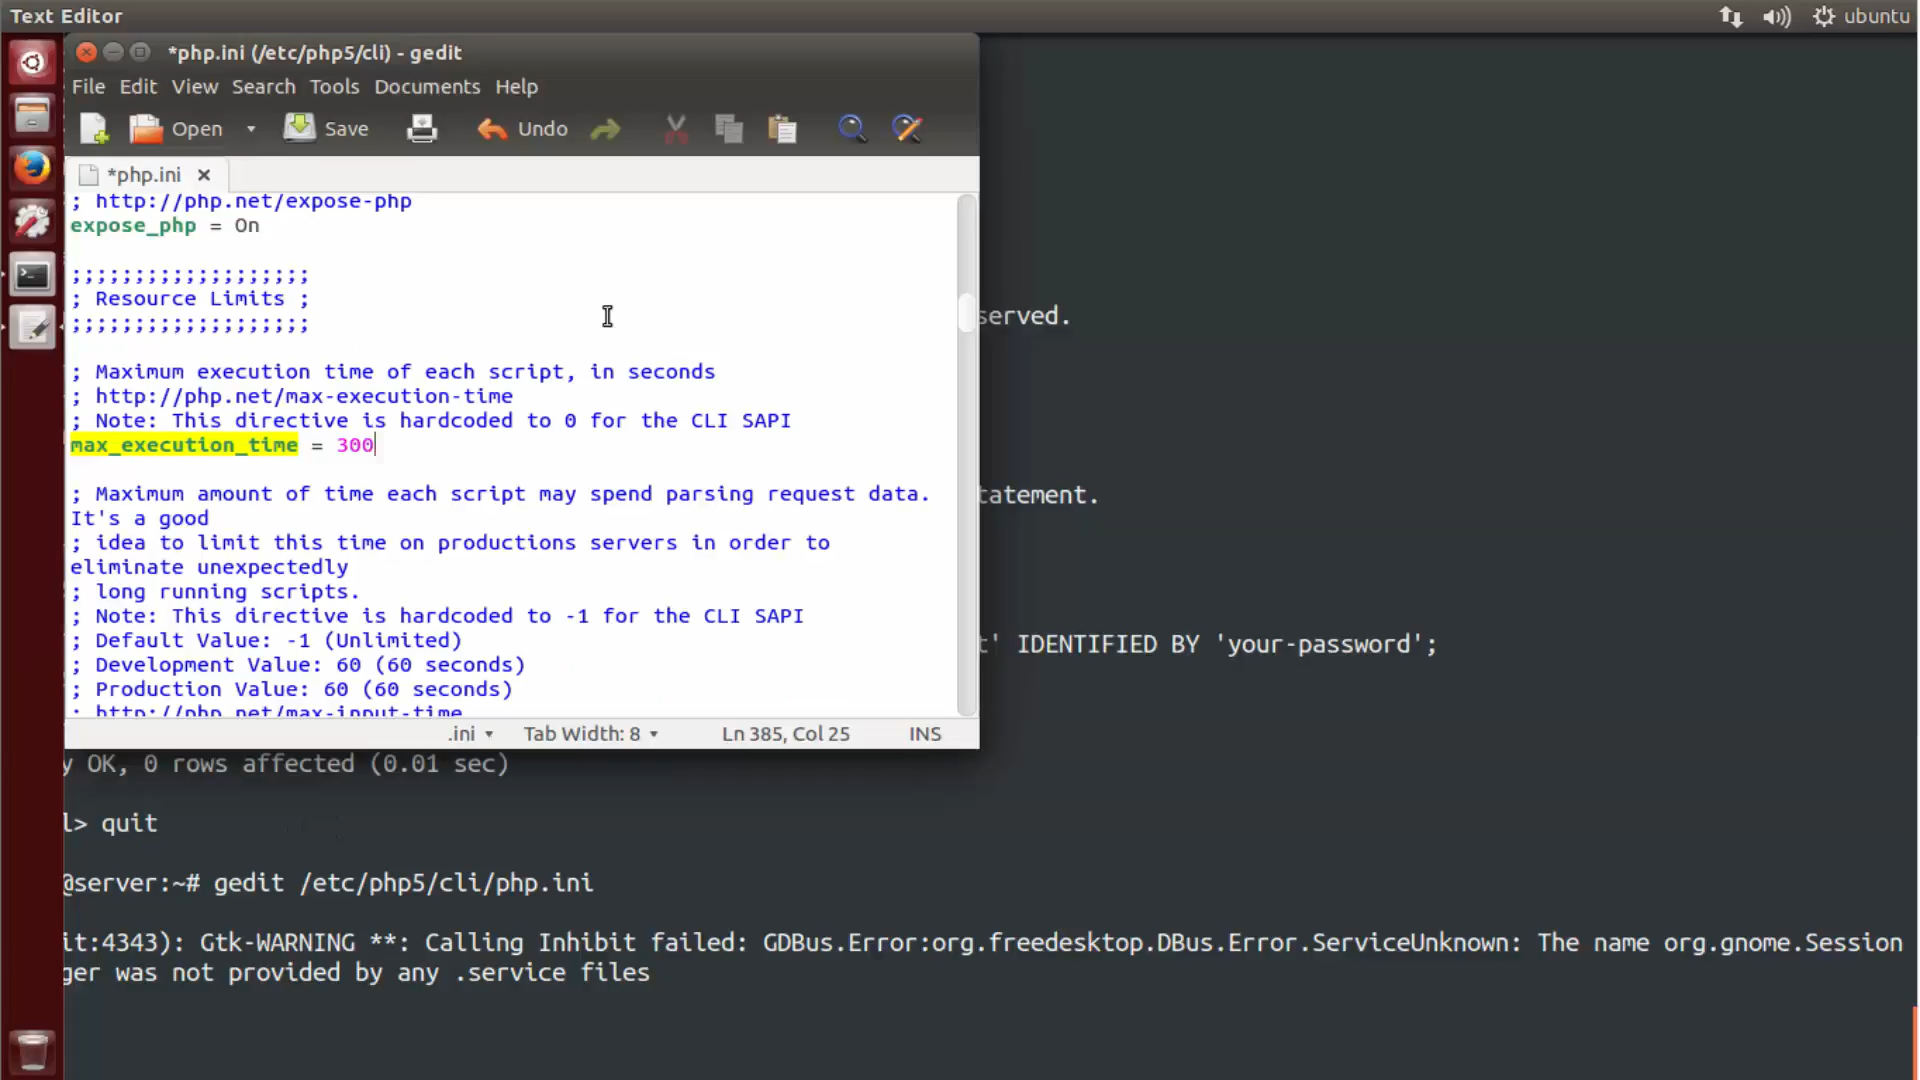 Text Editor
ubuntu
*php.ini (/etc/php5/cli) - gedit
File Edit View Search Tools Documents Help
Open Save Undo
*php.ini
; http://php.net/expose-php
expose_php = On
;;;;;;;;;;;;;;;;;;;
; Resource Limits ;
;;;;;;;;;;;;;;;;;;;
; Maximum execution time of each script, in seconds
; http://php.net/max-execution-time
; Note: This directive is hardcoded to 0 for the CLI SAPI
max_execution_time = 300
; Maximum amount of time each script may spend parsing request data.
It's a good
; idea to limit this time on productions servers in order to
eliminate unexpectedly
; long running scripts.
; Note: This directive is hardcoded to -1 for the CLI SAPI
; Default Value: -1 (Unlimited)
; Development Value: 60 (60 seconds)
; Production Value: 60 (60 seconds)
; http://php.net/max-input-time
.ini Tab Width: 8 Ln 385, Col 25 INS
served.
tatement.
t' IDENTIFIED BY 'your-password';
y OK, 0 rows affected (0.01 sec)
l> quit
@server:~# gedit /etc/php5/cli/php.ini
it:4343): Gtk-WARNING **: Calling Inhibit failed: GDBus.Error:org.freedesktop.DBus.Error.ServiceUnknown: The name org.gnome.Session
ger was not provided by any .service files